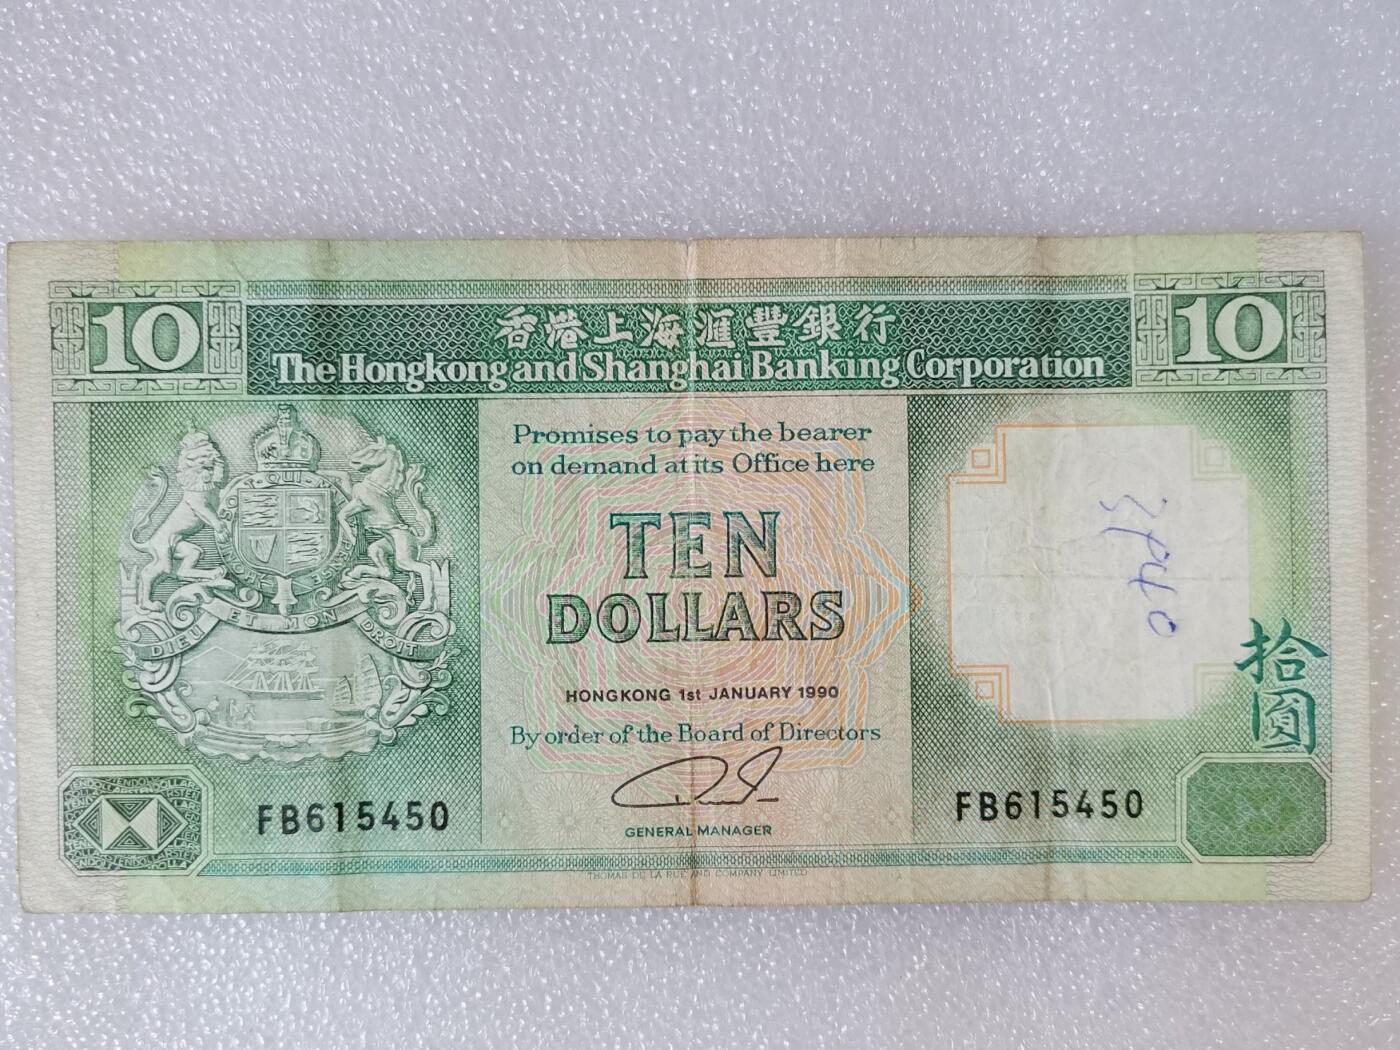 10
香港上海滙豐銀行
10
The Hongkong and Shanghai Banking Corporation
Promises to pay the bearer
on demand at its Office here
TEN
DOLLARS
HONGKONG 1st JANUARY 1990
By order of the Board of Directors
GENERAL MANAGER
THOMAS DE LA RUE AND COMPANY LIMITED
DIEU ET MON DROIT
FB615450
FB615450
拾
圓